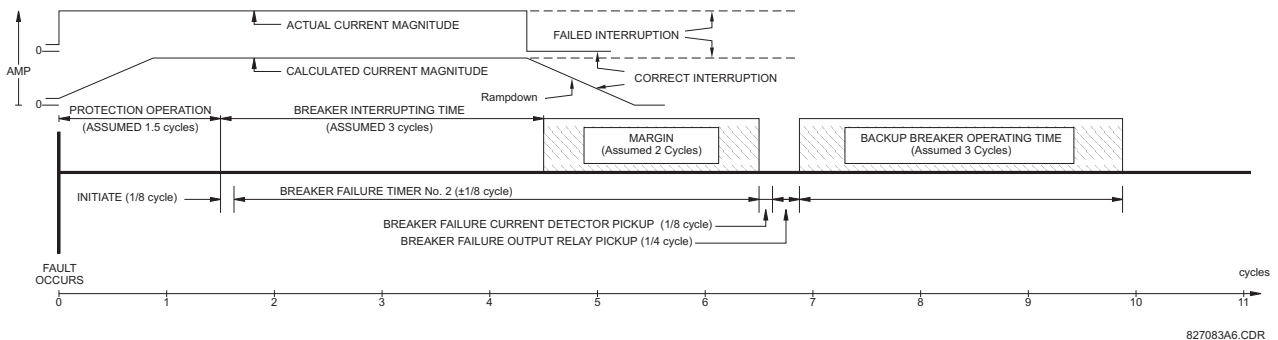 ACTUAL CURRENT MAGNITUDE
FAILED INTERRUPTION
0
AMP
CALCULATED CURRENT MAGNITUDE
CORRECT INTERRUPTION
Rampdown
0
PROTECTION OPERATION
(ASSUMED 1.5 cycles)
BREAKER INTERRUPTING TIME
(ASSUMED 3 cycles)
MARGIN
(Assumed 2 Cycles)
BACKUP BREAKER OPERATING TIME
(Assumed 3 Cycles)
INITIATE (1/8 cycle)
BREAKER FAILURE TIMER No. 2 (±1/8 cycle)
BREAKER FAILURE CURRENT DETECTOR PICKUP (1/8 cycle)
BREAKER FAILURE OUTPUT RELAY PICKUP (1/4 cycle)
FAULT
OCCURS
cycles
0 1 2 3 4 5 6 7 8 9 10 11
827083A6.CDR